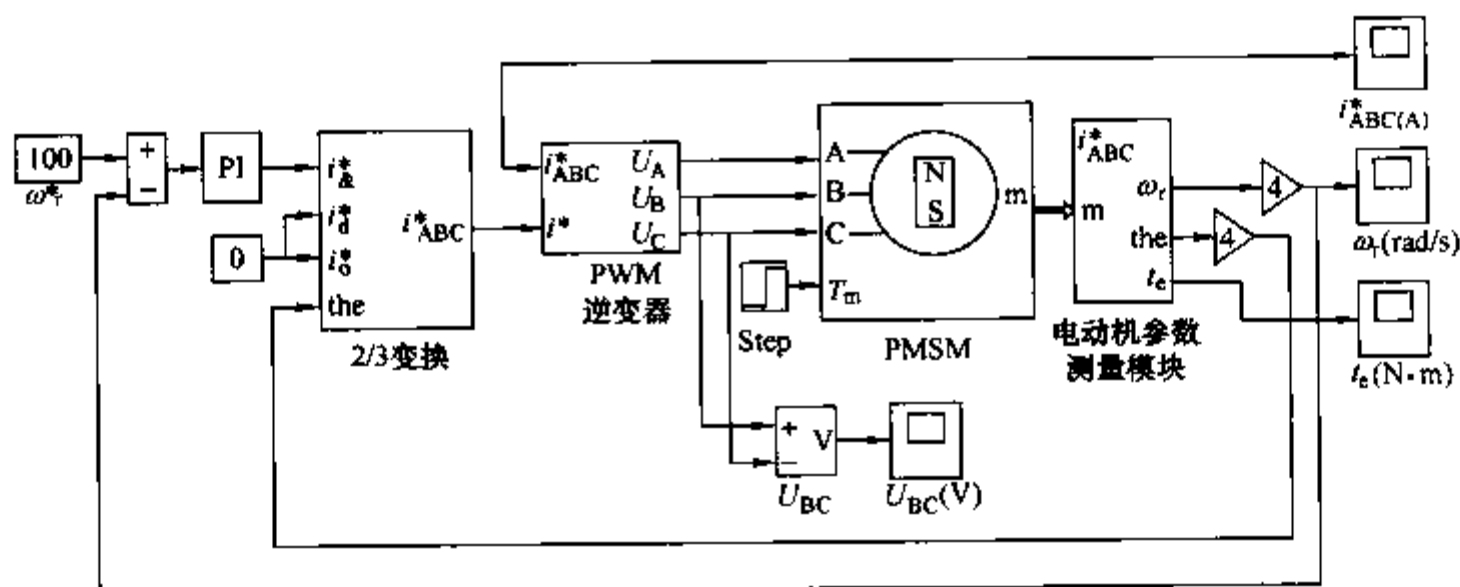 i*ABC(A)
100
ω*r
+
−
PI
i*q
i*d
i*o
the
i*ABC
2/3变换
0
i*ABC
i*
UA
UB
UC
PWM
逆变器
Step
A
B
C
Tm
N
S
m
PMSM
i*ABC
m
ωr
the
te
电动机参数
测量模块
4
4
ωr(rad/s)
te(N·m)
+
−
V
UBC
UBC(V)